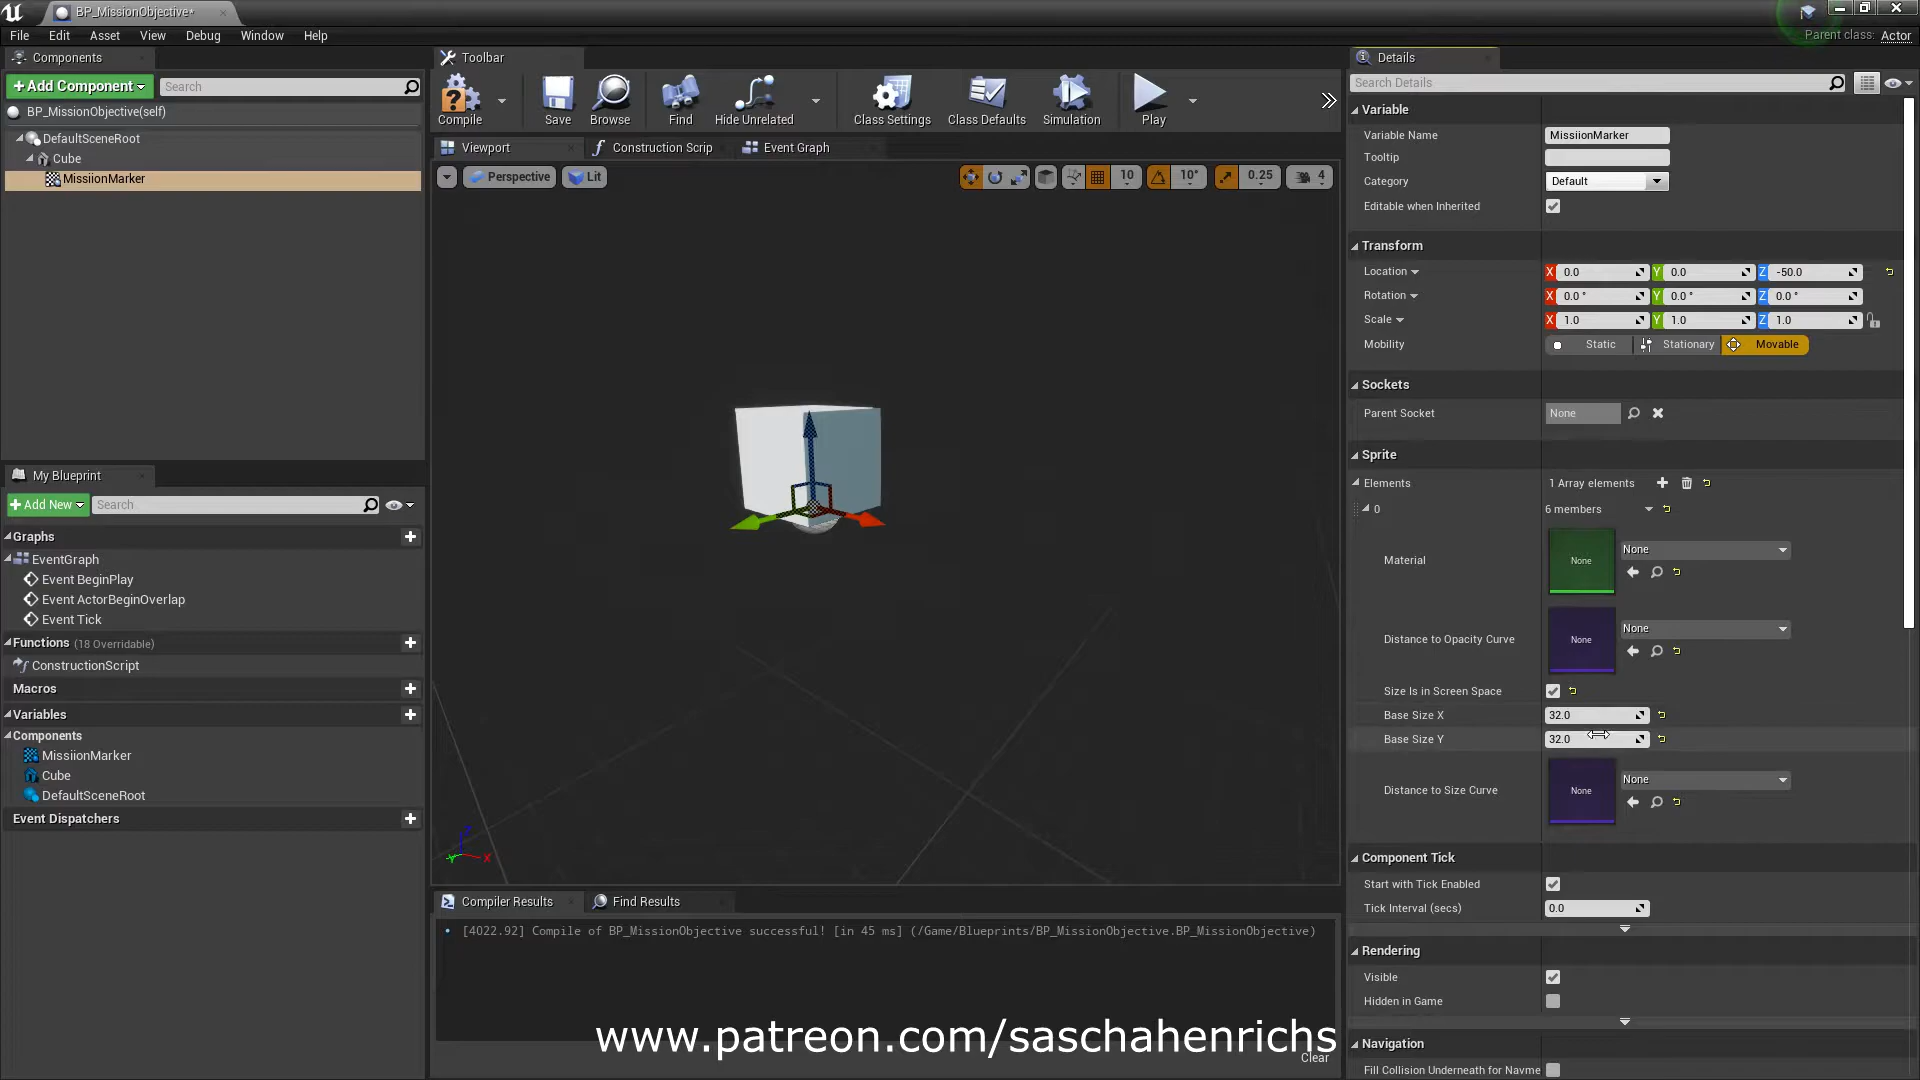 BP_MissionObjective*
File Edit Asset View Debug Window Help
Parent class: Actor
Components
Add Component
Search
BP_MissionObjective(self)
DefaultSceneRoot
Cube
MissiionMarker
My Blueprint
Add New
Search
Graphs
EventGraph
Event BeginPlay
Event ActorBeginOverlap
Event Tick
Functions (18 Overridable)
ConstructionScript
Macros
Variables
Components
MissiionMarker
Cube
DefaultSceneRoot
Event Dispatchers
Toolbar
Compile
Save
Browse
Find
Hide Unrelated
Class Settings
Class Defaults
Simulation
Play
Viewport
Construction Scrip
Event Graph
Perspective
Lit
10
10°
0.25
4
X
Y
Compiler Results
Find Results
[4022.92] Compile of BP_MissionObjective successful! [in 45 ms] (/Game/Blueprints/BP_MissionObjective.BP_MissionObjective)
www.patreon.com/saschahenrichs
Clear
Details
Search Details
Variable
Variable Name MissiionMarker
Tooltip
Category Default
Editable when Inherited
Transform
Location X 0.0 Y 0.0 Z -50.0
Rotation X 0.0 ° Y 0.0 ° Z 0.0 °
Scale X 1.0 Y 1.0 Z 1.0
Mobility Static Stationary Movable
Sockets
Parent Socket None
Sprite
Elements 1 Array elements
0 6 members
Material None None
Distance to Opacity Curve None None
Size Is in Screen Space
Base Size X 32.0
Base Size Y 32.0
Distance to Size Curve None None
Component Tick
Start with Tick Enabled
Tick Interval (secs) 0.0
Rendering
Visible
Hidden in Game
Navigation
Fill Collision Underneath for Navme